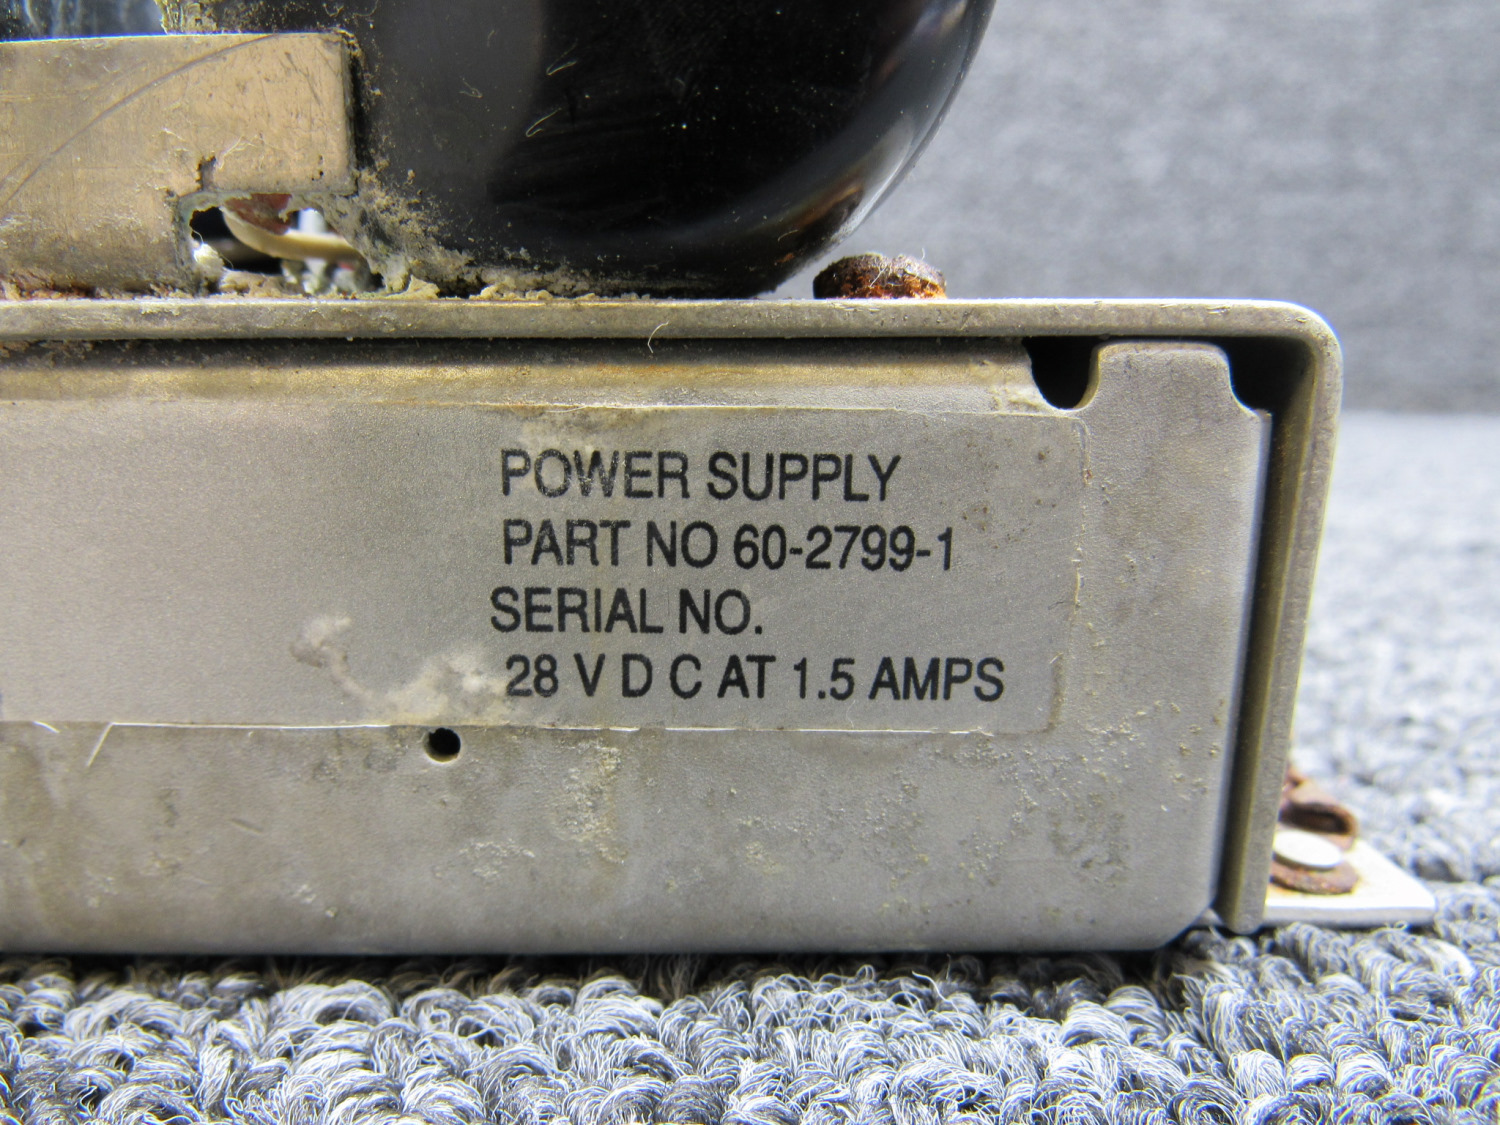 POWER SUPPLY
PART NO 60-2799-1
SERIAL NO.
28 V D C AT 1.5 AMPS